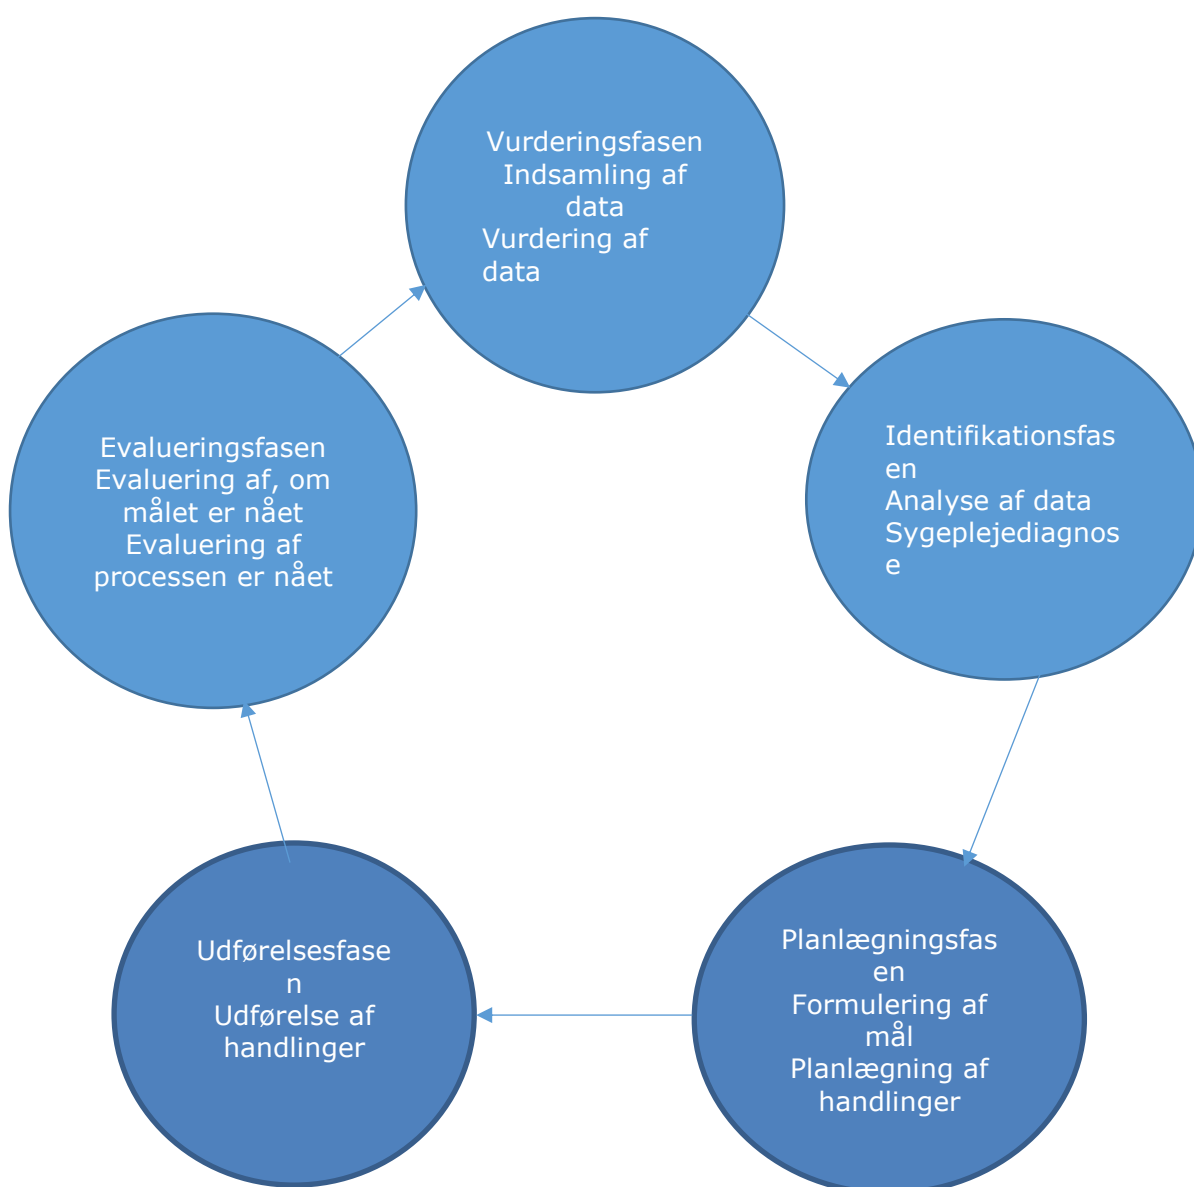 Vurderingsfasen
Indsamling af
data
Vurdering af
data
Identifikationsfas
en
Analyse af data
Sygeplejediagnos
e
Planlægningsfas
en
Formulering af
mål
Planlægning af
handlinger
Udførelsesfase
n
Udførelse af
handlinger
Evalueringsfasen
Evaluering af, om
målet er nået
Evaluering af
processen er nået